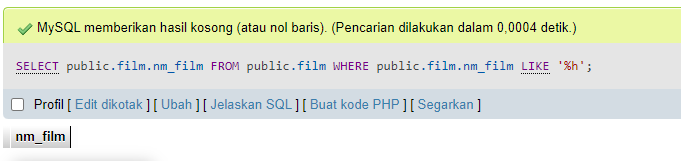 MySQL memberikan hasil kosong (atau nol baris). (Pencarian dilakukan dalam 0,0004 detik.)
SELECT public.film.nm_film FROM public.film WHERE public.film.nm_film LIKE '%h';
Profil [ Edit dikotak ] [ Ubah ] [ Jelaskan SQL ] [ Buat kode PHP ] [ Segarkan ]
nm_film